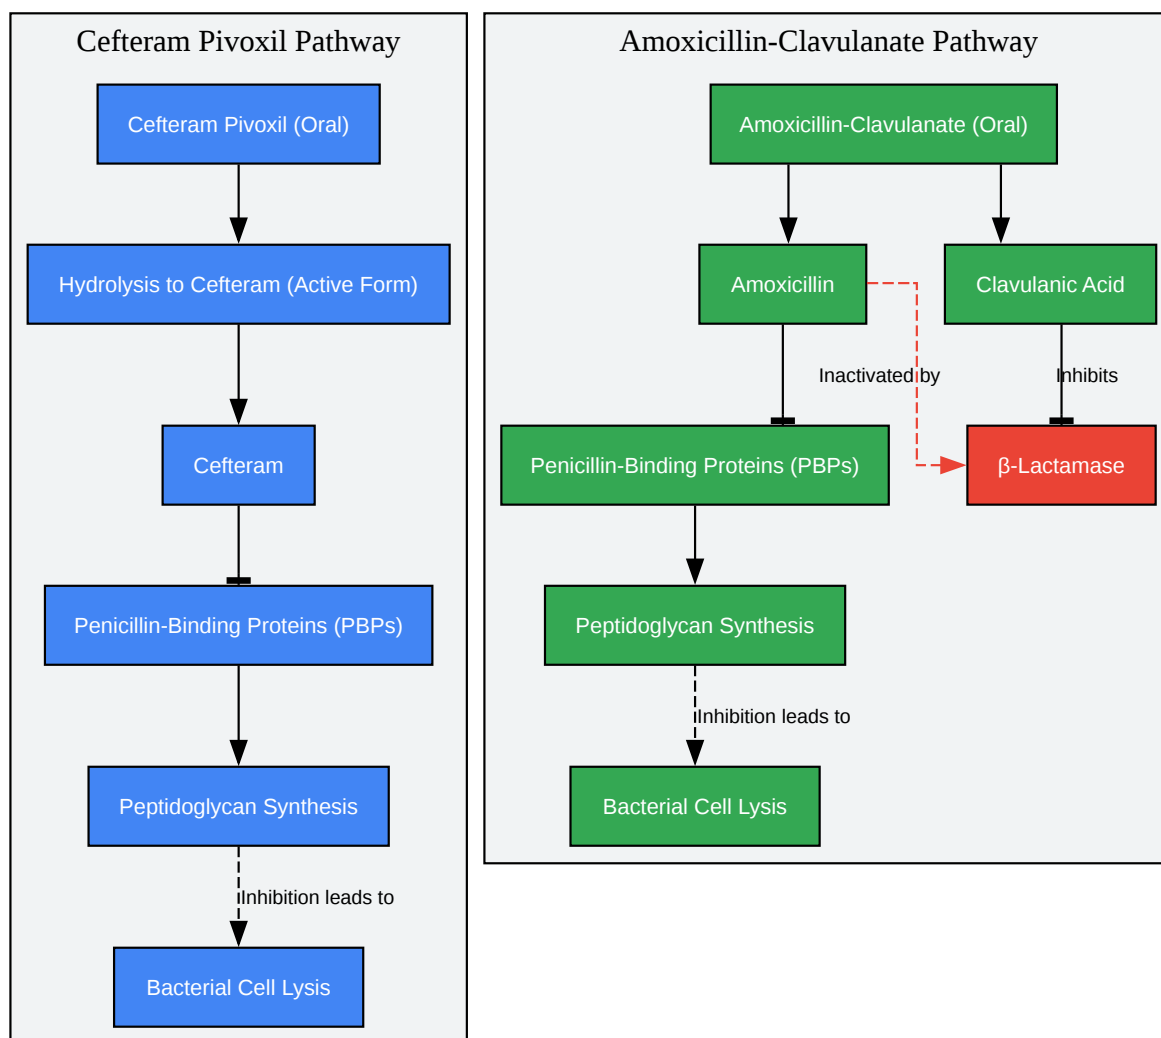 Cefteram Pivoxil Pathway
Cefteram Pivoxil (Oral)
Hydrolysis to Cefteram (Active Form)
Cefteram
Penicillin-Binding Proteins (PBPs)
Peptidoglycan Synthesis
Inhibition leads to
Bacterial Cell Lysis
Amoxicillin-Clavulanate Pathway
Amoxicillin-Clavulanate (Oral)
Amoxicillin
Clavulanic Acid
Inactivated by
Inhibits
Penicillin-Binding Proteins (PBPs)
β-Lactamase
Peptidoglycan Synthesis
Inhibition leads to
Bacterial Cell Lysis